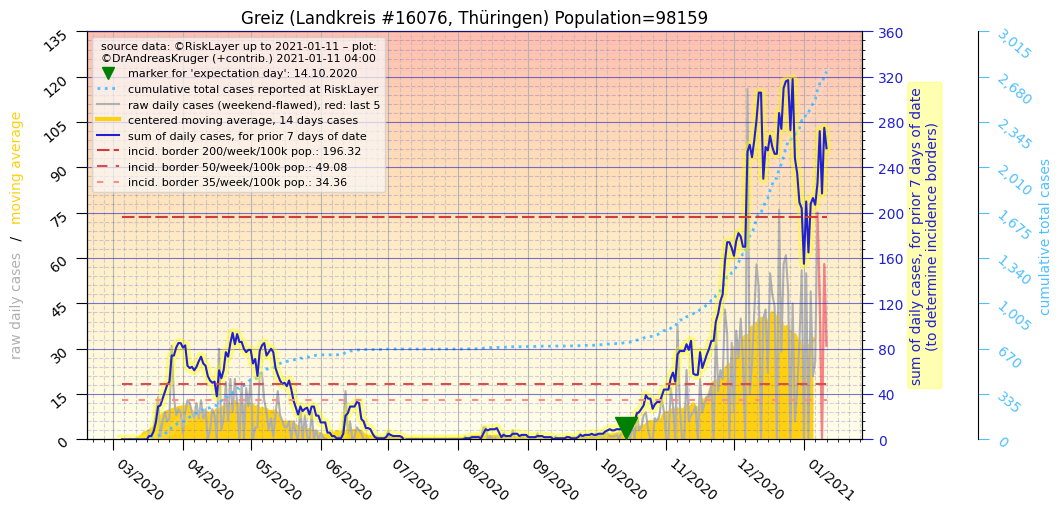 Greiz (Landkreis #16076, Thüringen) Population=98159
source data: ©RiskLayer up to 2021-01-11 – plot:
©DrAndreasKruger (+contrib.) 2021-01-11 04:00
marker for 'expectation day': 14.10.2020
cumulative total cases reported at RiskLayer
raw daily cases (weekend-flawed), red: last 5
centered moving average, 14 days cases
sum of daily cases, for prior 7 days of date
incid. border 200/week/100k pop.: 196.32
incid. border 50/week/100k pop.: 49.08
incid. border 35/week/100k pop.: 34.36
raw daily cases / moving average
135
120
105
90
75
60
45
30
15
0
03/2020
04/2020
05/2020
06/2020
07/2020
08/2020
09/2020
10/2020
11/2020
12/2020
01/2021
360
320
280
240
200
160
120
80
40
0
sum of daily cases, for prior 7 days of date
(to determine incidence borders)
3,015
2,680
2,345
2,010
1,675
1,340
1,005
670
335
0
cumulative total cases